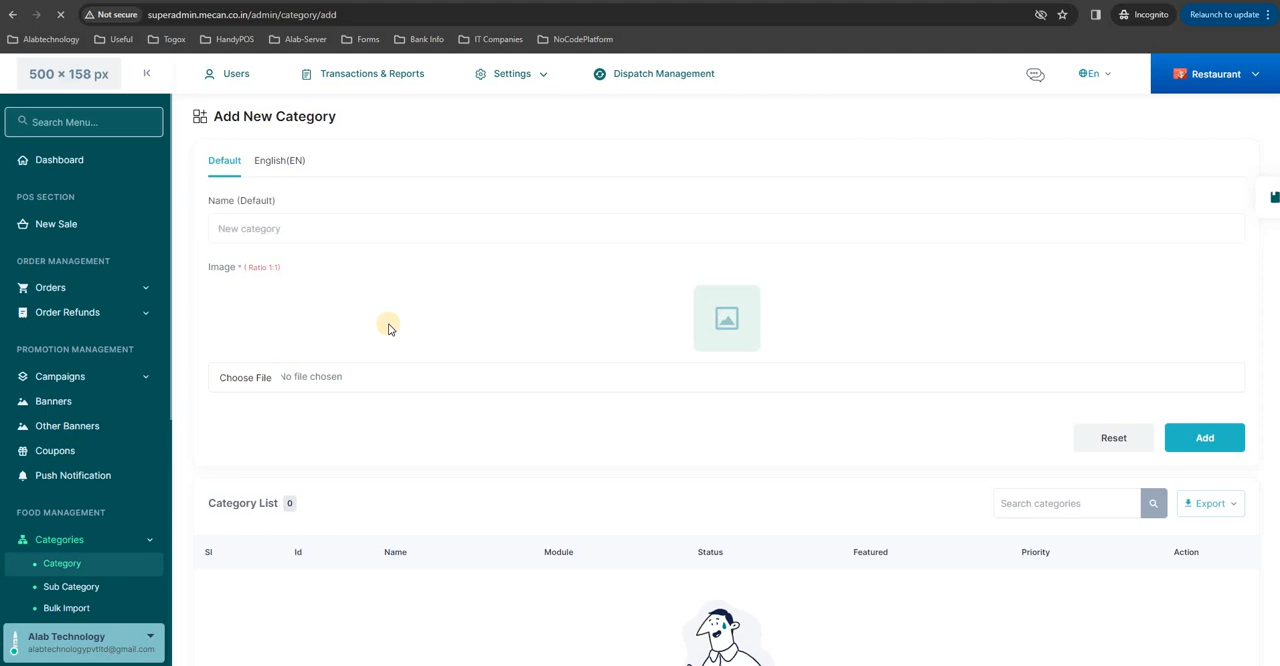 Not secure superadmin.mecan.co.in/admin/category/add Incognito Relaunch to update
Alabtechnology Useful Togox HandyPOS Alab-Server Forms Bank Info IT Companies NoCodePlatform
500 × 158 px Users Transactions & Reports Settings Dispatch Management En Restaurant
Search Menu...
Dashboard
POS SECTION
New Sale
ORDER MANAGEMENT
Orders
Order Refunds
PROMOTION MANAGEMENT
Campaigns
Banners
Other Banners
Coupons
Push Notification
FOOD MANAGEMENT
Categories
Category
Sub Category
Bulk Import
Alab Technology
alabtechnologypvtltd@gmail.com
Add New Category
Default English(EN)
Name (Default)
New category
Image * ( Ratio 1:1)
Choose File No file chosen
Reset Add
Category List 0 Search categories Export
Sl Id Name Module Status Featured Priority Action